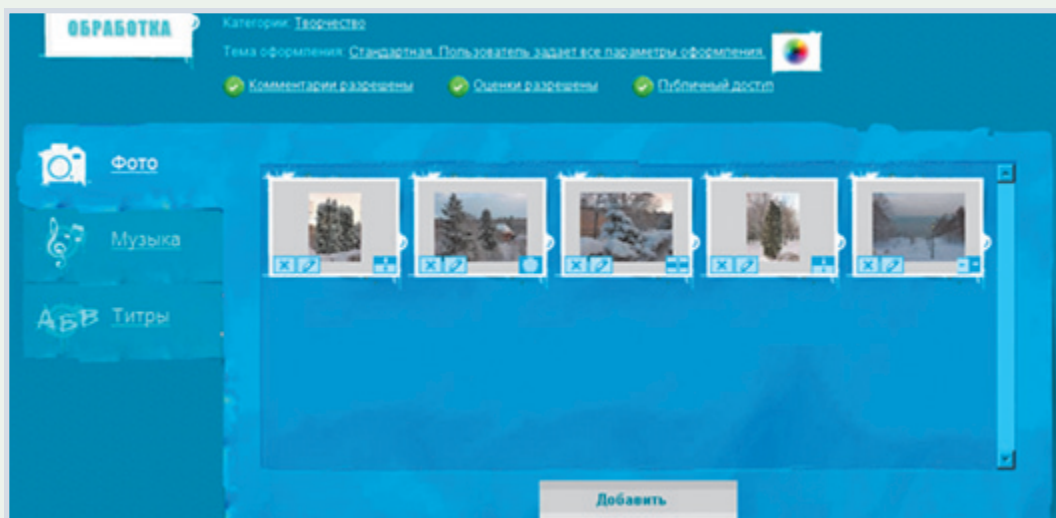 ОБРАБОТКА
Категории: Творчество
Тема оформления: Стандартная. Пользователь задает все параметры оформления.
Комментарии разрешены Оценки разрешены Публичный доступ
Фото
Музыка
АБВ Титры
Добавить